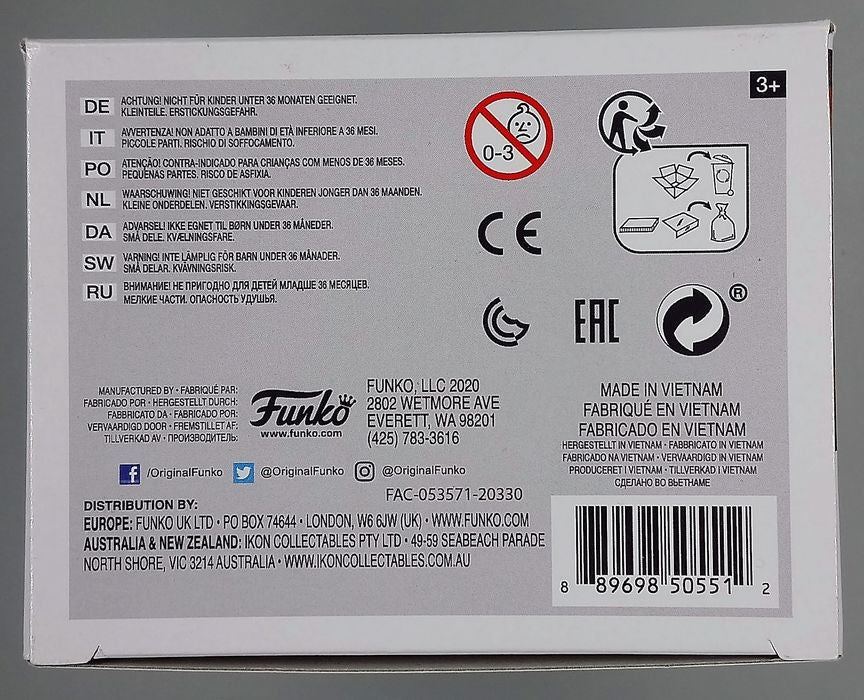 3+
DE
ACHTUNG! NICHT FÜR KINDER UNTER 36 MONATEN GEEIGNET.
KLEINTEILE. ERSTICKUNGSGEFAHR.
IT
AVVERTENZA! NON ADATTO A BAMBINI DI ETÀ INFERIORE A 36 MESI.
PICCOLE PARTI. RISCHIO DI SOFFOCAMENTO.
PO
ATENÇÃO! CONTRA-INDICADO PARA CRIANÇAS COM MENOS DE 36 MESES.
PEQUENAS PARTES. RISCO DE ASFIXIA.
NL
WAARSCHUWING! NIET GESCHIKT VOOR KINDEREN JONGER DAN 36 MAANDEN.
KLEINE ONDERDELEN. VERSTIKKINGSGEVAAR.
DA
ADVARSEL! IKKE EGNET TIL BØRN UNDER 36 MÅNEDER.
SMÅ DELE. KVÆLNINGSFARE.
SW
VARNING! INTE LÄMPLIG FÖR BARN UNDER 36 MÅNADER.
SMÅ DELAR. KVÄVNINGSRISK.
RU
ВНИМАНИЕ! НЕ ПРИГОДНО ДЛЯ ДЕТЕЙ МЛАДШЕ 36 МЕСЯЦЕВ.
МЕЛКИЕ ЧАСТИ. ОПАСНОСТЬ УДУШЬЯ.
0-3
CE
EAC
®
MANUFACTURED BY • FABRIQUÉ PAR:
FABRICADO POR • HERGESTELLT DURCH:
FABBRICATO DA • FABRICADO POR:
VERVAARDIGD DOOR • FREMSTILLET AF:
TILLVERKAD AV • ПРОИЗВОДИТЕЛЬ:
Funko
www.funko.com
FUNKO, LLC 2020
2802 WETMORE AVE
EVERETT, WA 98201
(425) 783-3616
MADE IN VIETNAM
FABRIQUÉ EN VIETNAM
FABRICADO EN VIETNAM
HERGESTELLT IN VIETNAM • FABBRICATO IN VIETNAM
FABRICADO NA VIETNAM • VERVAARDIGD IN VIETNAM
PRODUCERET I VIETNAM • TILLVERKAD I VIETNAM
СДЕЛАНО ВО ВЬЕТНАМЕ
f /OriginalFunko @OriginalFunko @OriginalFunko
FAC-053571-20330
DISTRIBUTION BY:
EUROPE: FUNKO UK LTD • PO BOX 74644 • LONDON, W6 6JW (UK) • WWW.FUNKO.COM
AUSTRALIA & NEW ZEALAND: IKON COLLECTABLES PTY LTD • 49-59 SEABEACH PARADE
NORTH SHORE, VIC 3214 AUSTRALIA • WWW.IKONCOLLECTABLES.COM.AU
8 89698 50551 2